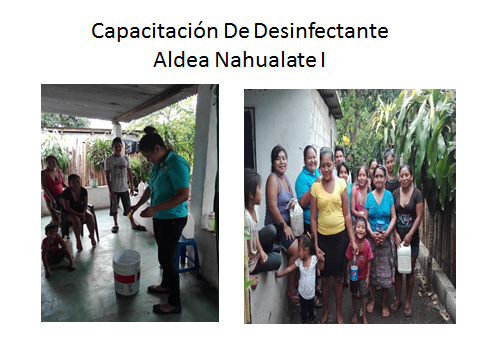 Capacitación De Desinfectante
Aldea Nahualate I